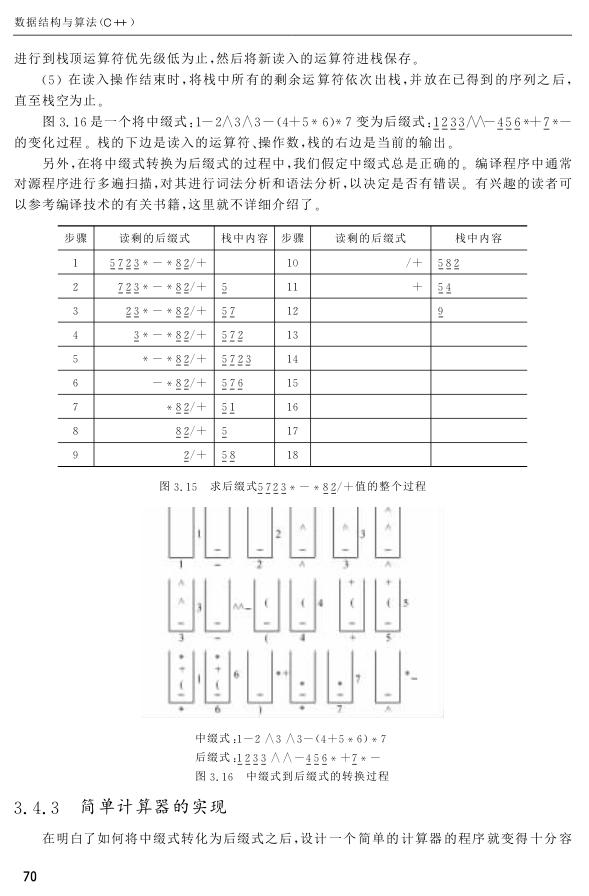 数据结构与算法(C++)
进行到栈顶运算符优先级低为止,然后将新读入的运算符进栈保存。
(5) 在读入操作结束时,将栈中所有的剩余运算符依次出栈,并放在已得到的序列之后,
直至栈空为止。
图 3.16 是一个将中缀式:1-2∧3∧3-(4+5*6)*7 变为后缀式:1233∧∧-456*+7*-
的变化过程。栈的下边是读入的运算符、操作数,栈的右边是当前的输出。
另外,在将中缀式转换为后缀式的过程中,我们假定中缀式总是正确的。编译程序中通常
对源程序进行多遍扫描,对其进行词法分析和语法分析,以决定是否有错误。有兴趣的读者可
以参考编译技术的有关书籍,这里就不详细介绍了。
步骤 读剩的后缀式 栈中内容 步骤 读剩的后缀式 栈中内容
1 5723*-*82/+ 10 /+ 582
2 723*-*82/+ 5 11 + 54
3 23*-*82/+ 57 12 9
4 3*-*82/+ 572 13
5 *-*82/+ 5723 14
6 -*82/+ 576 15
7 *82/+ 51 16
8 82/+ 5 17
9 2/+ 58 18
图 3.15 求后缀式5723*-*82/+值的整个过程
1 2 ∧ ∧ 3 ∧ ∧
- - - - -
1 - 2 ∧ 3 ∧
∧ ∧ 3 ∧∧- ( ( 4 + ( + ( 5
- - - - - -
3 - ( 4 + 5
* + ( 1 * + ( 6 *+ * * 7 *-
- - - - - -
* 6 ) * 7 ∧
中缀式:1-2∧3∧3-(4+5*6)*7
后缀式:1233∧∧-456*+7*-
图 3.16 中缀式到后缀式的转换过程
3.4.3 简单计算器的实现
在明白了如何将中缀式转化为后缀式之后,设计一个简单的计算器的程序就变得十分容
70